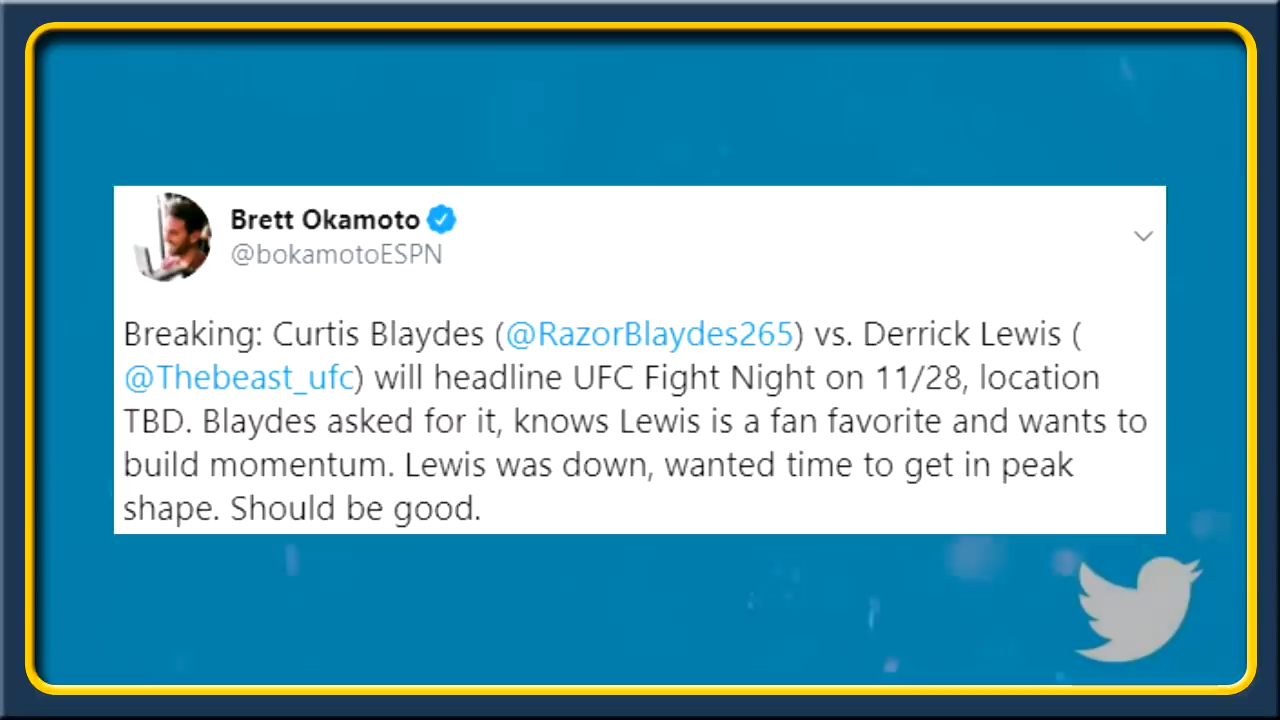 Brett Okamoto
@bokamotoESPN
Breaking: Curtis Blaydes (@RazorBlaydes265) vs. Derrick Lewis (
@Thebeast_ufc) will headline UFC Fight Night on 11/28, location
TBD. Blaydes asked for it, knows Lewis is a fan favorite and wants to
build momentum. Lewis was down, wanted time to get in peak
shape. Should be good.